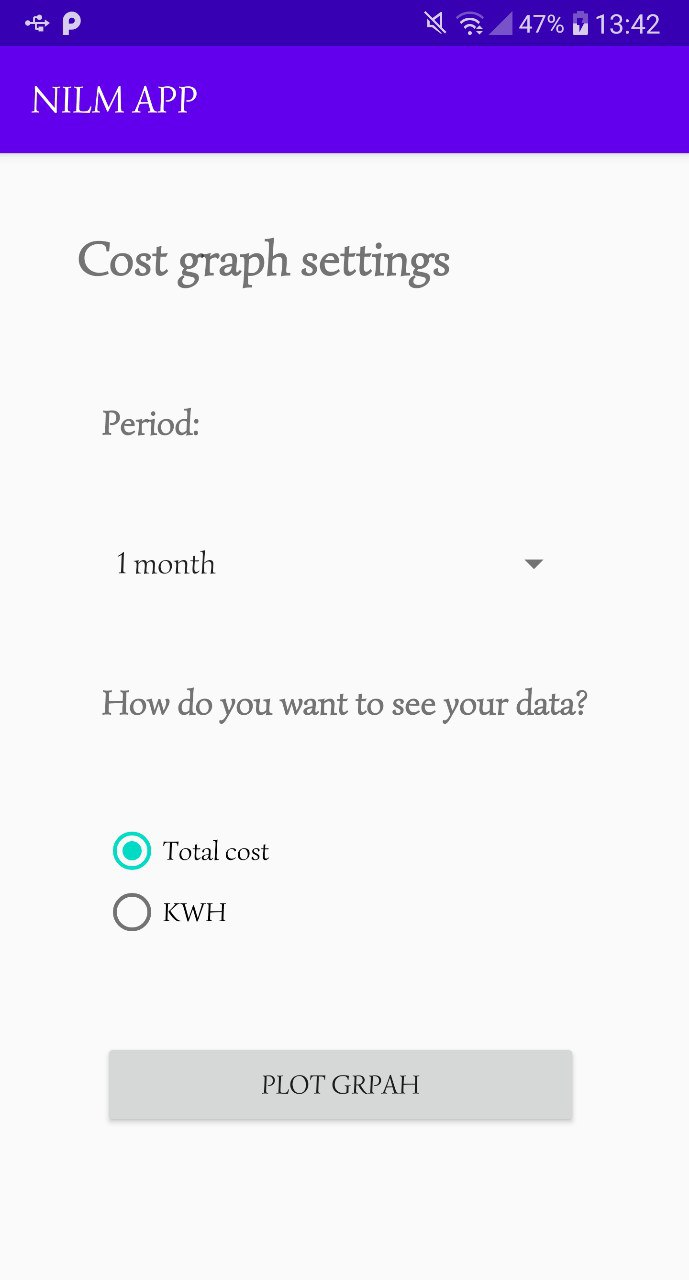 47% 13:42
NILM APP
Cost graph settings
Period:
1 month
How do you want to see your data?
Total cost
KWH
PLOT GRPAH